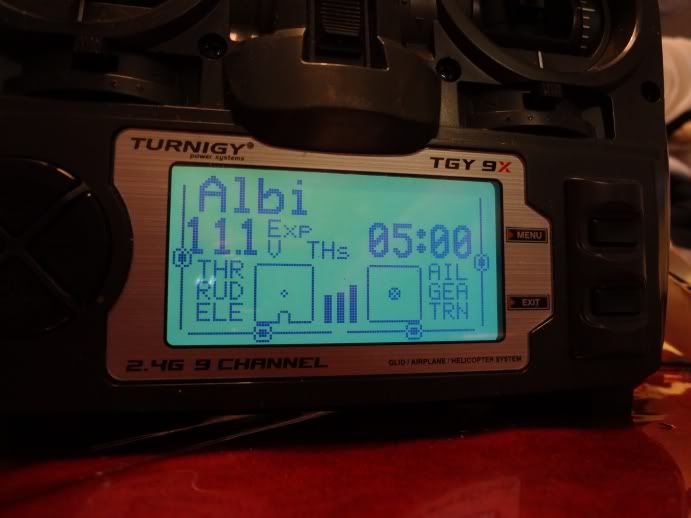 TURNIGY®
power systems
TGY 9X
Albi
11.1 V Exp THs 05:00
THR
RUD
ELE
AIL
GEA
TRN
MENU
EXIT
2.4G 9 CHANNEL
GLID / AIRPLANE / HELICOPTER SYSTEM